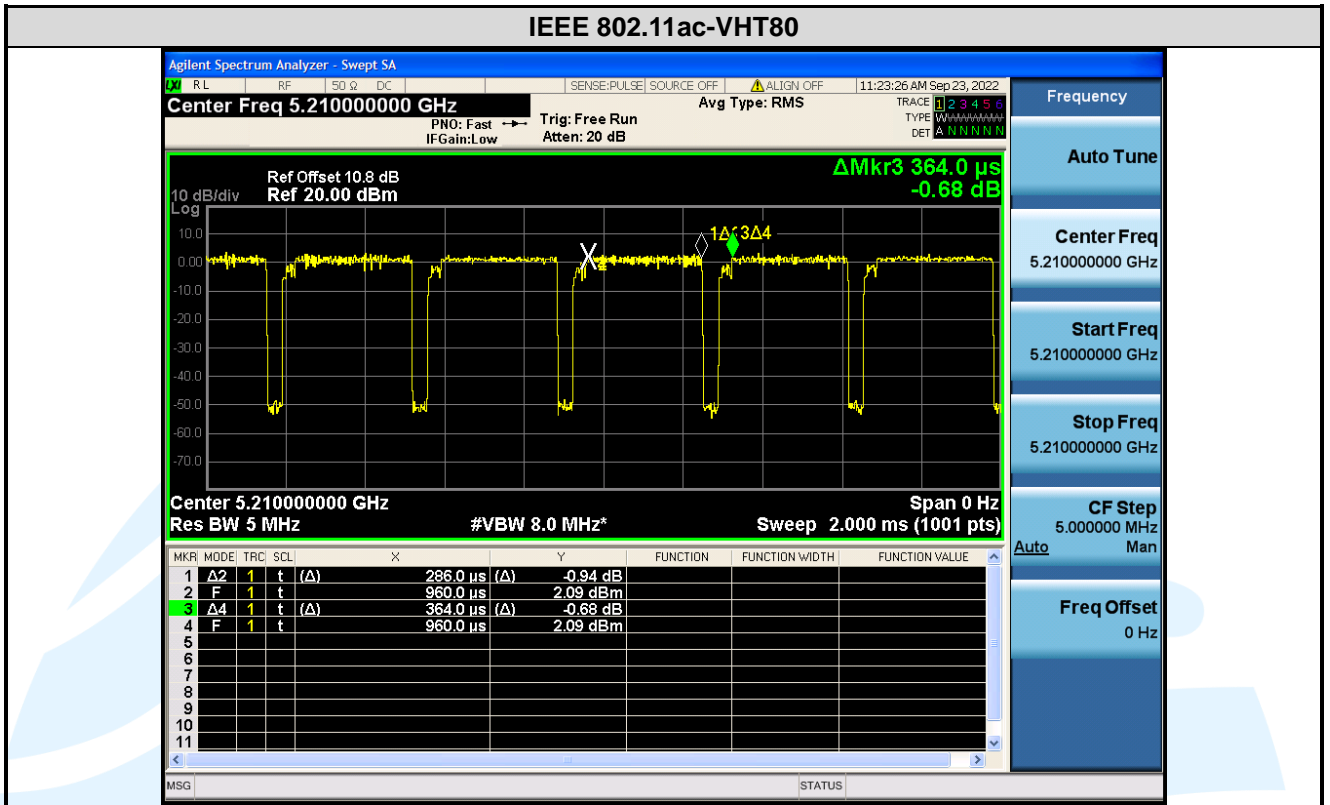 IEEE 802.11ac-VHT80
Agilent Spectrum Analyzer - Swept SA
LXI RL RF 50 Ω DC SENSE:PULSE SOURCE OFF ALIGN OFF 11:23:26 AM Sep 23, 2022
Center Freq 5.210000000 GHz Avg Type: RMS TRACE 1 2 3 4 5 6
PNO: Fast Trig: Free Run TYPE
IFGain:Low Atten: 20 dB DET A N N N N N
ΔMkr3 364.0 µs
-0.68 dB
Ref Offset 10.8 dB
10 dB/div Ref 20.00 dBm
Log
10.0
0.00
-10.0
-20.0
-30.0
-40.0
-50.0
-60.0
-70.0
X
3Δ4
Center 5.210000000 GHz Span 0 Hz
Res BW 5 MHz #VBW 8.0 MHz* Sweep 2.000 ms (1001 pts)
MKR MODE TRC SCL X Y FUNCTION FUNCTION WIDTH FUNCTION VALUE
1 Δ2 1 t (Δ) 286.0 µs (Δ) -0.94 dB
2 F 1 t 960.0 µs 2.09 dBm
3 Δ4 1 t (Δ) 364.0 µs (Δ) -0.68 dB
4 F 1 t 960.0 µs 2.09 dBm
5
6
7
8
9
10
11
MSG STATUS
Frequency
Auto Tune
Center Freq
5.210000000 GHz
Start Freq
5.210000000 GHz
Stop Freq
5.210000000 GHz
CF Step
5.000000 MHz
Auto Man
Freq Offset
0 Hz